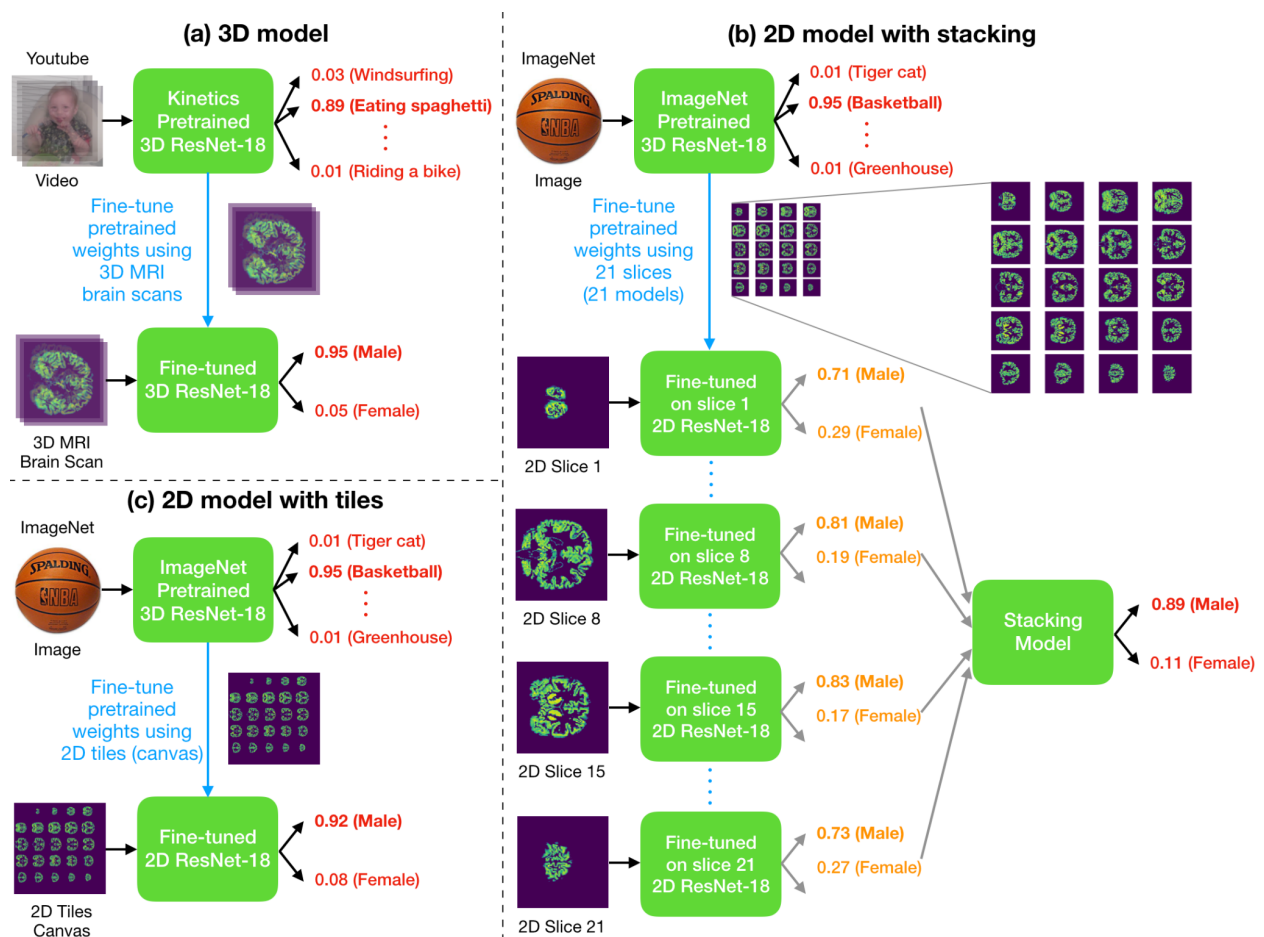 (a) 3D model
Youtube
Video
Kinetics
Pretrained
3D ResNet-18
0.03 (Windsurfing)
0.89 (Eating spaghetti)
0.01 (Riding a bike)
Fine-tune
pretrained
weights using
3D MRI
brain scans
3D MRI
Brain Scan
Fine-tuned
3D ResNet-18
0.95 (Male)
0.05 (Female)
(b) 2D model with stacking
ImageNet
SPALDING
NBA
Image
ImageNet
Pretrained
3D ResNet-18
0.01 (Tiger cat)
0.95 (Basketball)
0.01 (Greenhouse)
Fine-tune
pretrained
weights using
21 slices
(21 models)
2D Slice 1
Fine-tuned
on slice 1
2D ResNet-18
0.71 (Male)
0.29 (Female)
2D Slice 8
Fine-tuned
on slice 8
2D ResNet-18
0.81 (Male)
0.19 (Female)
2D Slice 15
Fine-tuned
on slice 15
2D ResNet-18
0.83 (Male)
0.17 (Female)
2D Slice 21
Fine-tuned
on slice 21
2D ResNet-18
0.73 (Male)
0.27 (Female)
Stacking
Model
0.89 (Male)
0.11 (Female)
(c) 2D model with tiles
ImageNet
SPALDING
NBA
Image
ImageNet
Pretrained
3D ResNet-18
0.01 (Tiger cat)
0.95 (Basketball)
0.01 (Greenhouse)
Fine-tune
pretrained
weights using
2D tiles (canvas)
2D Tiles
Canvas
Fine-tuned
2D ResNet-18
0.92 (Male)
0.08 (Female)